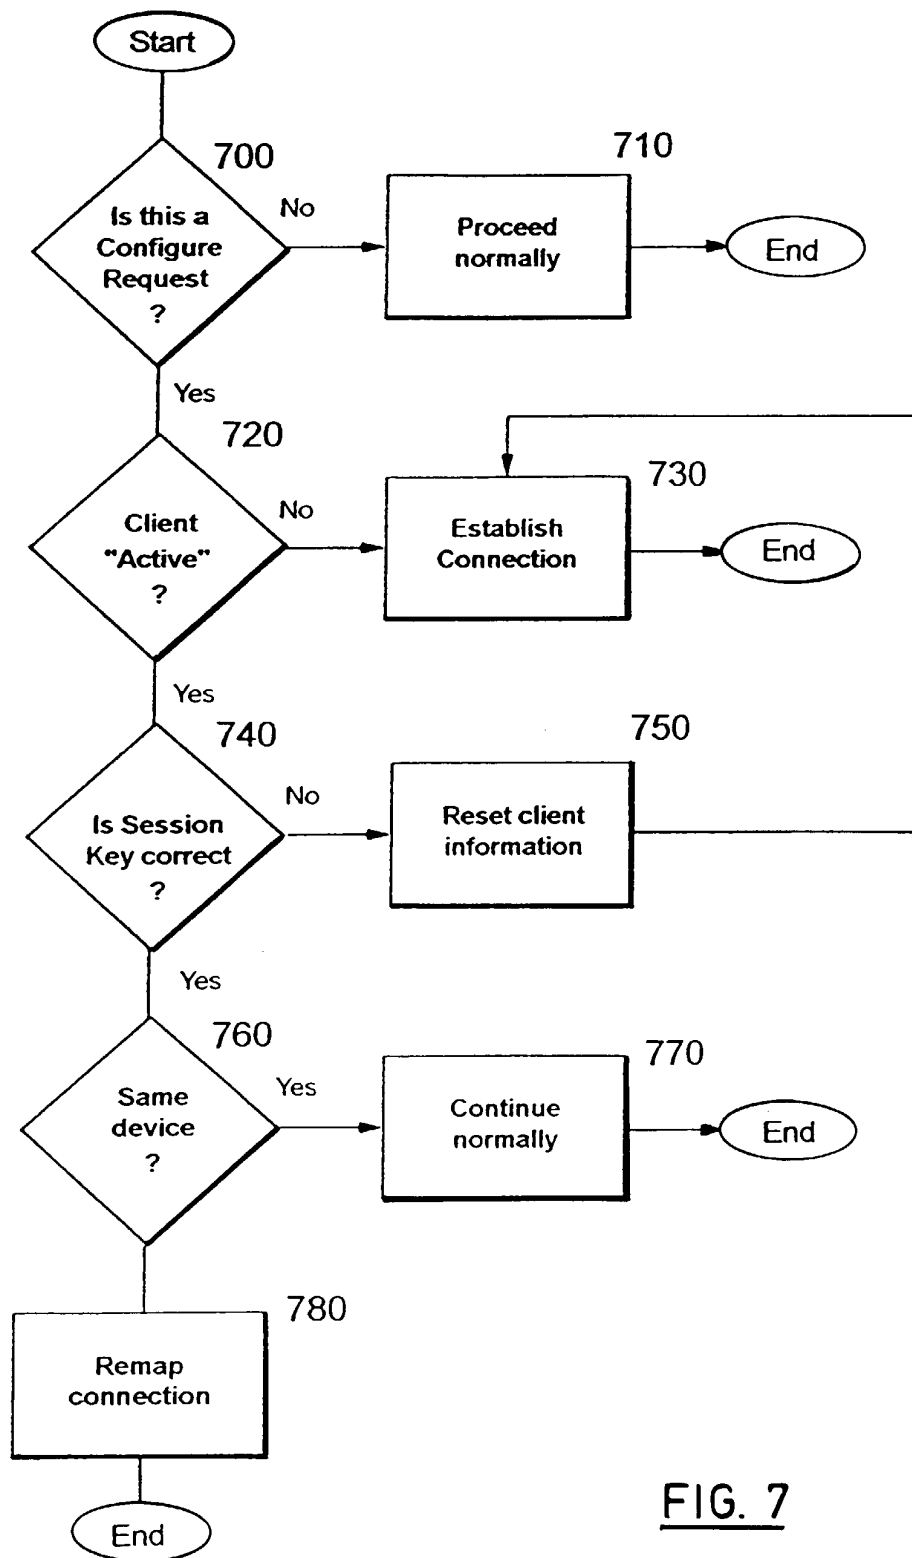 Start
700
Is this a
Configure
Request
?
No
710
Proceed
normally
End
Yes
720
Client
"Active"
?
No
730
Establish
Connection
End
Yes
740
Is Session
Key correct
?
No
750
Reset client
information
Yes
760
Same
device
?
Yes
770
Continue
normally
End
780
Remap
connection
End
FIG. 7